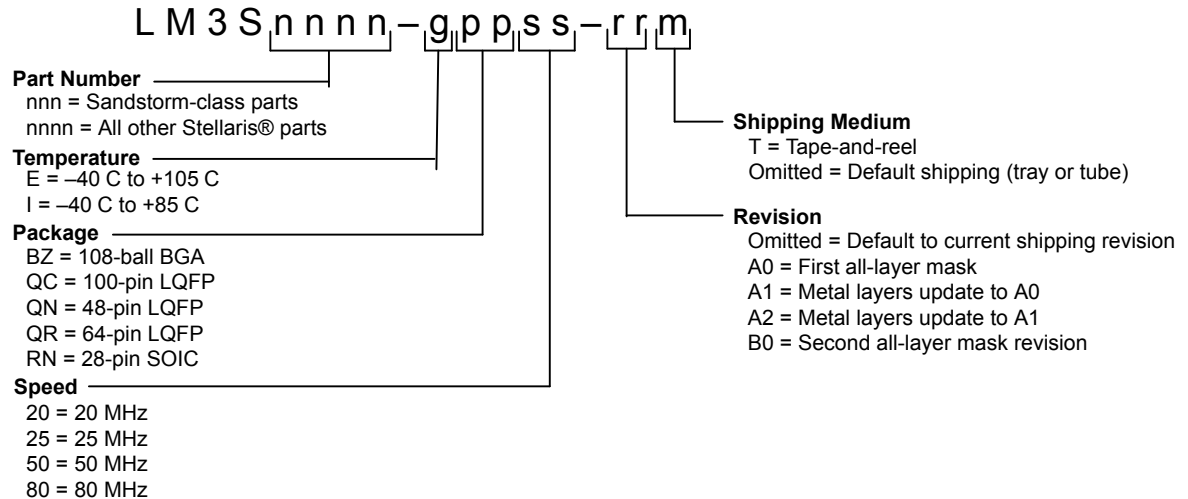 LM3Snnnn–gppss–rrm
Part Number
nnn = Sandstorm-class parts
nnnn = All other Stellaris® parts
Temperature
E = –40 C to +105 C
I = –40 C to +85 C
Package
BZ = 108-ball BGA
QC = 100-pin LQFP
QN = 48-pin LQFP
QR = 64-pin LQFP
RN = 28-pin SOIC
Speed
20 = 20 MHz
25 = 25 MHz
50 = 50 MHz
80 = 80 MHz
Shipping Medium
T = Tape-and-reel
Omitted = Default shipping (tray or tube)
Revision
Omitted = Default to current shipping revision
A0 = First all-layer mask
A1 = Metal layers update to A0
A2 = Metal layers update to A1
B0 = Second all-layer mask revision